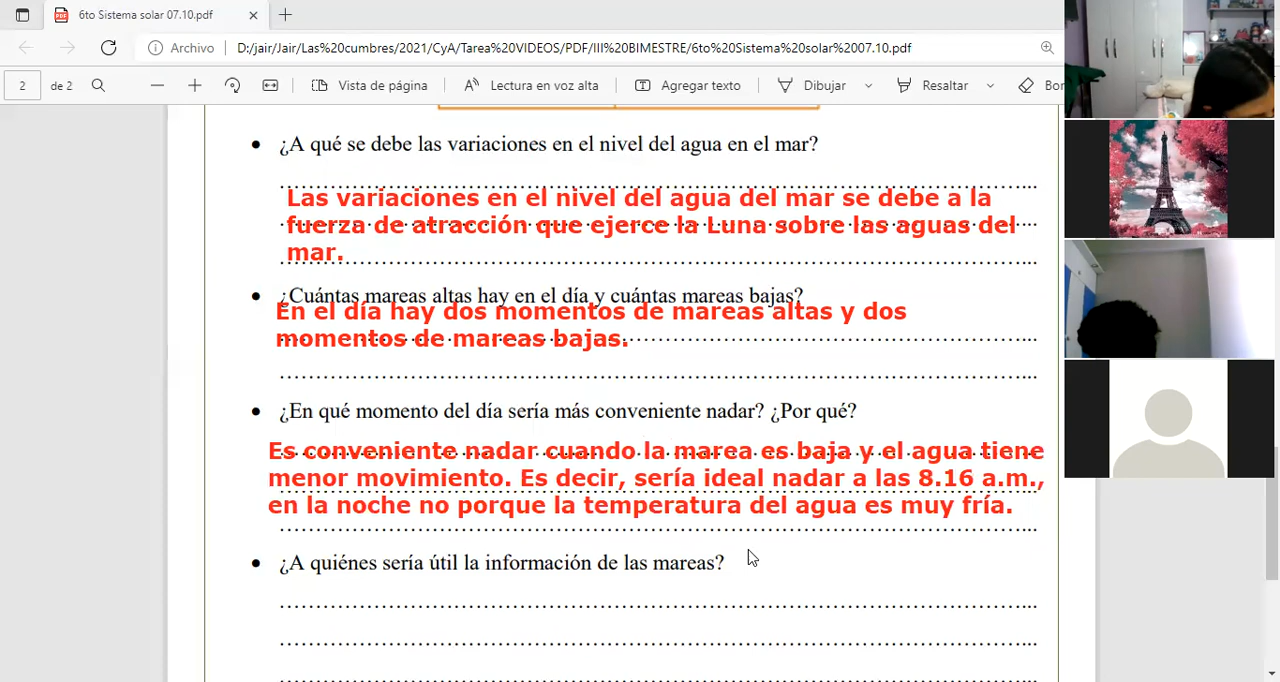 6to Sistema solar 07.10.pdf
Archivo D:/jair/Jair/Las%20cumbres/2021/CyA/Tarea%20VIDEOS/PDF/III%20BIMESTRE/6to%20Sistema%20solar%2007.10.pdf
2 de 2 Vista de página Lectura en voz alta Agregar texto Dibujar Resaltar Bor
• ¿A qué se debe las variaciones en el nivel del agua en el mar?
Las variaciones en el nivel del agua del mar se debe a la
fuerza de atracción que ejerce la Luna sobre las aguas del
mar.
• ¿Cuántas mareas altas hay en el día y cuántas mareas bajas?
En el día hay dos momentos de mareas altas y dos
momentos de mareas bajas.
• ¿En qué momento del día sería más conveniente nadar? ¿Por qué?
Es conveniente nadar cuando la marea es baja y el agua tiene
menor movimiento. Es decir, sería ideal nadar a las 8.16 a.m.,
en la noche no porque la temperatura del agua es muy fría.
• ¿A quiénes sería útil la información de las mareas?